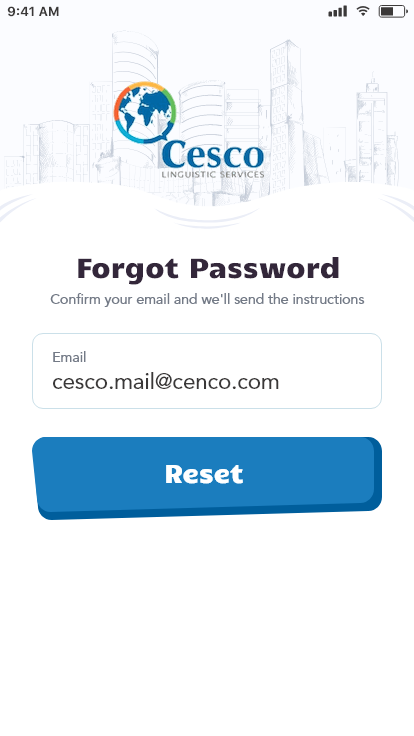 9:41 AM
Cesco
LINGUISTIC SERVICES
Forgot Password
Confirm your email and we'll send the instructions
Email
cesco.mail@cenco.com
Reset